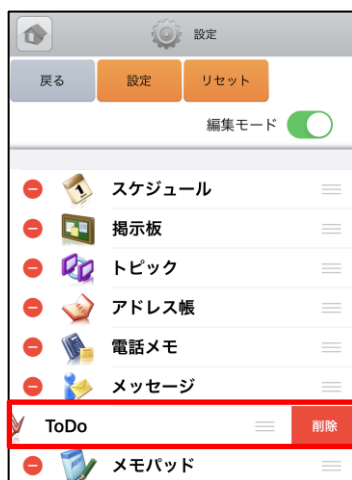 設定
戻る 設定 リセット
編集モード
スケジュール
掲示板
トピック
アドレス帳
電話メモ
メッセージ
ToDo 削除
メモパッド